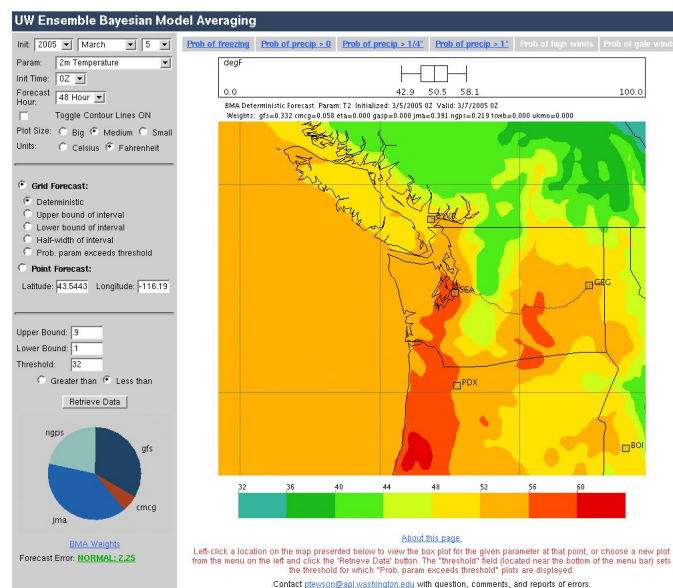 UW Ensemble Bayesian Model Averaging
Init: 2005 March 5
Param: 2m Temperature
Init Time: 0Z
Forecast Hour: 48 Hour
Toggle Contour Lines ON
Plot Size: Big Medium Small
Units: Celsius Fahrenheit
Grid Forecast:
Deterministic
Upper bound of interval
Lower bound of interval
Half-width of interval
Prob. param exceeds threshold
Point Forecast:
Latitude: 43.5443 Longitude: -116.19
Upper Bound: .9
Lower Bound: .1
Threshold: 32
Greater than Less than
Retrieve Data
ngps
gfs
cmcg
jma
BMA Weights
Forecast Error: NORMAL: 2.25
Prob of freezing Prob of precip > 0 Prob of precip > 1/4" Prob of precip > 1" Prob of high winds Prob of gale wind
degF
0.0 42.9 50.5 58.1 100.0
BMA Deterministic Forecast Param: T2 Initialized: 3/5/2005 0Z Valid: 3/7/2005 0Z
Weights: gfs=0.332 cmcg=0.058 eta=0.000 gasp=0.000 jma=0.391 ngps=0.219 tcwb=0.000 ukmo=0.000
SEA
GEG
PDX
BOI
32 36 40 44 48 52 56 60
About this page.
Left-click a location on the map presented below to view the box plot for the given parameter at that point, or choose a new plot
from the menu on the left and click the 'Retrieve Data' button. The "threshold" field (located near the bottom of the menu bar) sets
the threshold for which "Prob. param exceeds threshold" plots are displayed.
Contact ptewson@apl.washington.edu with question, comments, and reports of errors.